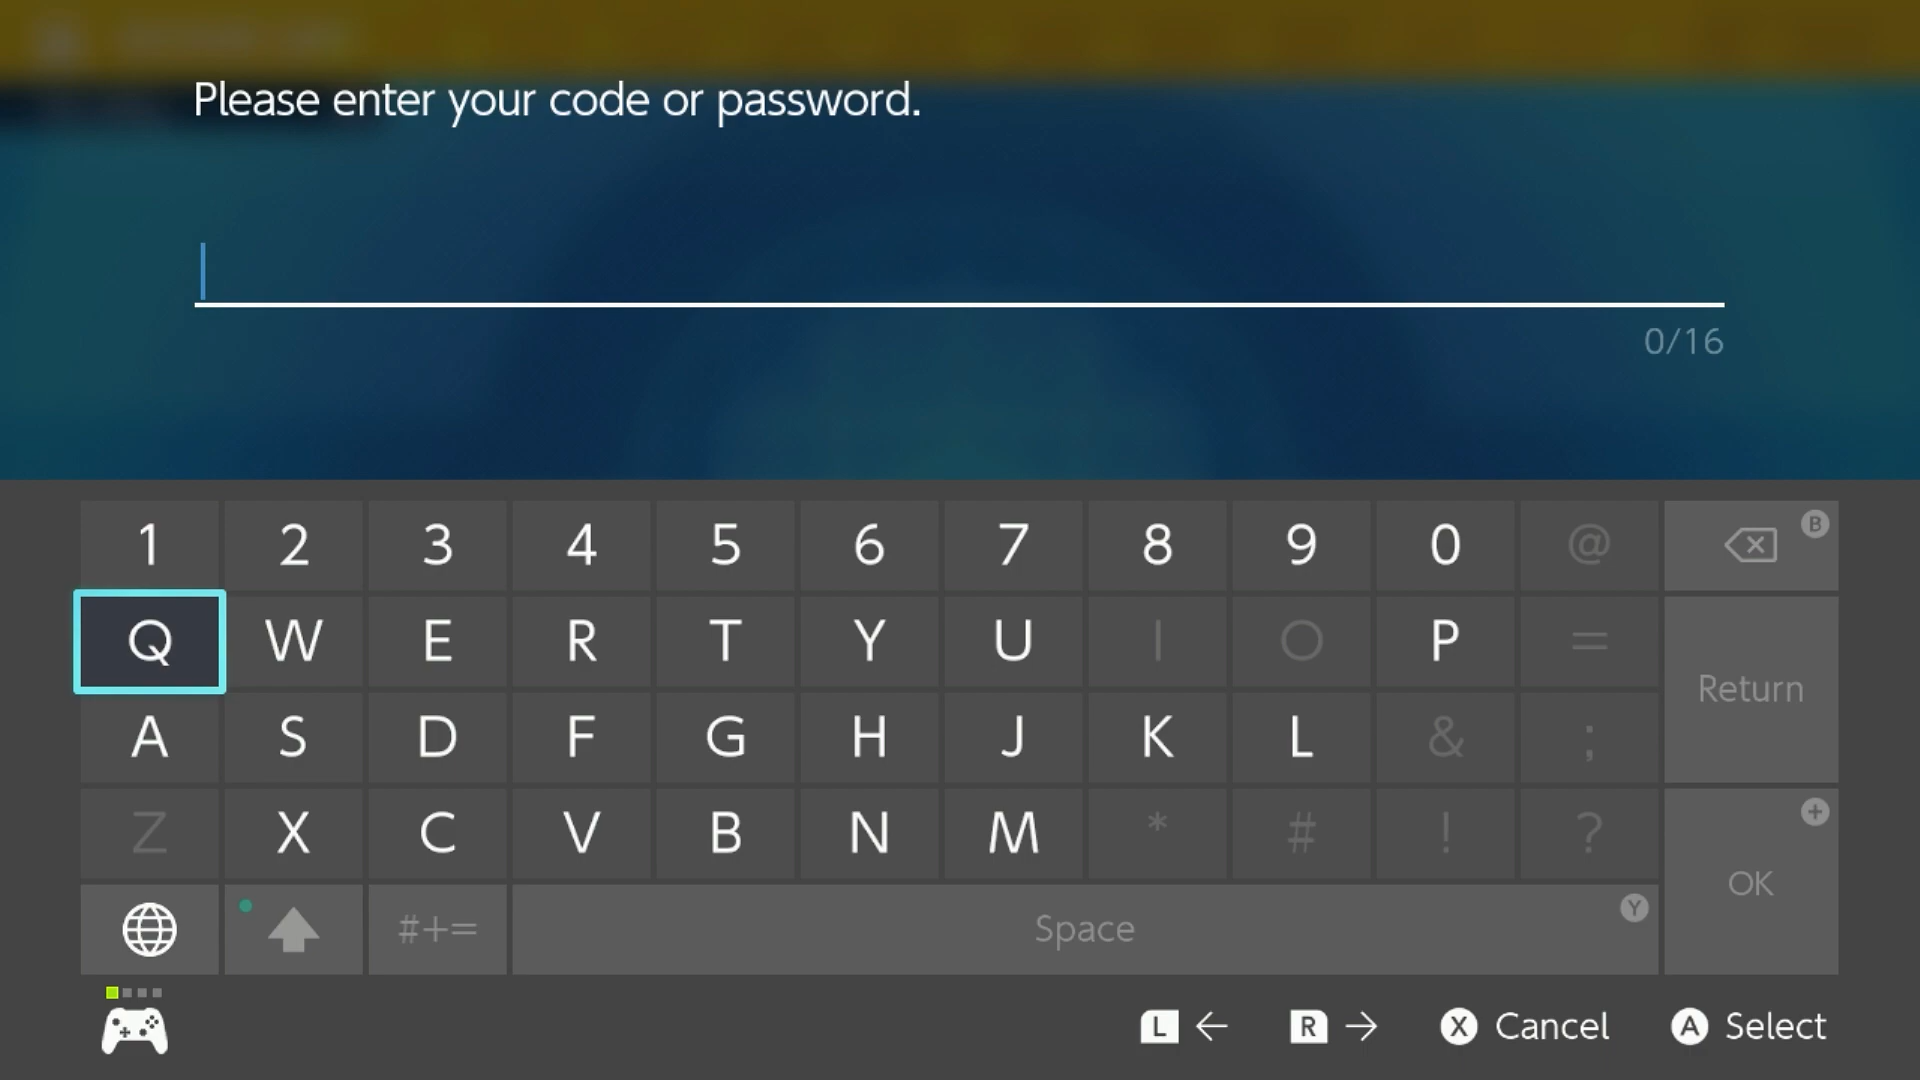 Please enter your code or password.
0/16
1 2 3 4 5 6 7 8 9 0 @ B
Q W E R T Y U I O P =
Return
A S D F G H J K L & ;
Z X C V B N M * # ! ? +
OK
#+= Space Y
L ← R → X Cancel A Select